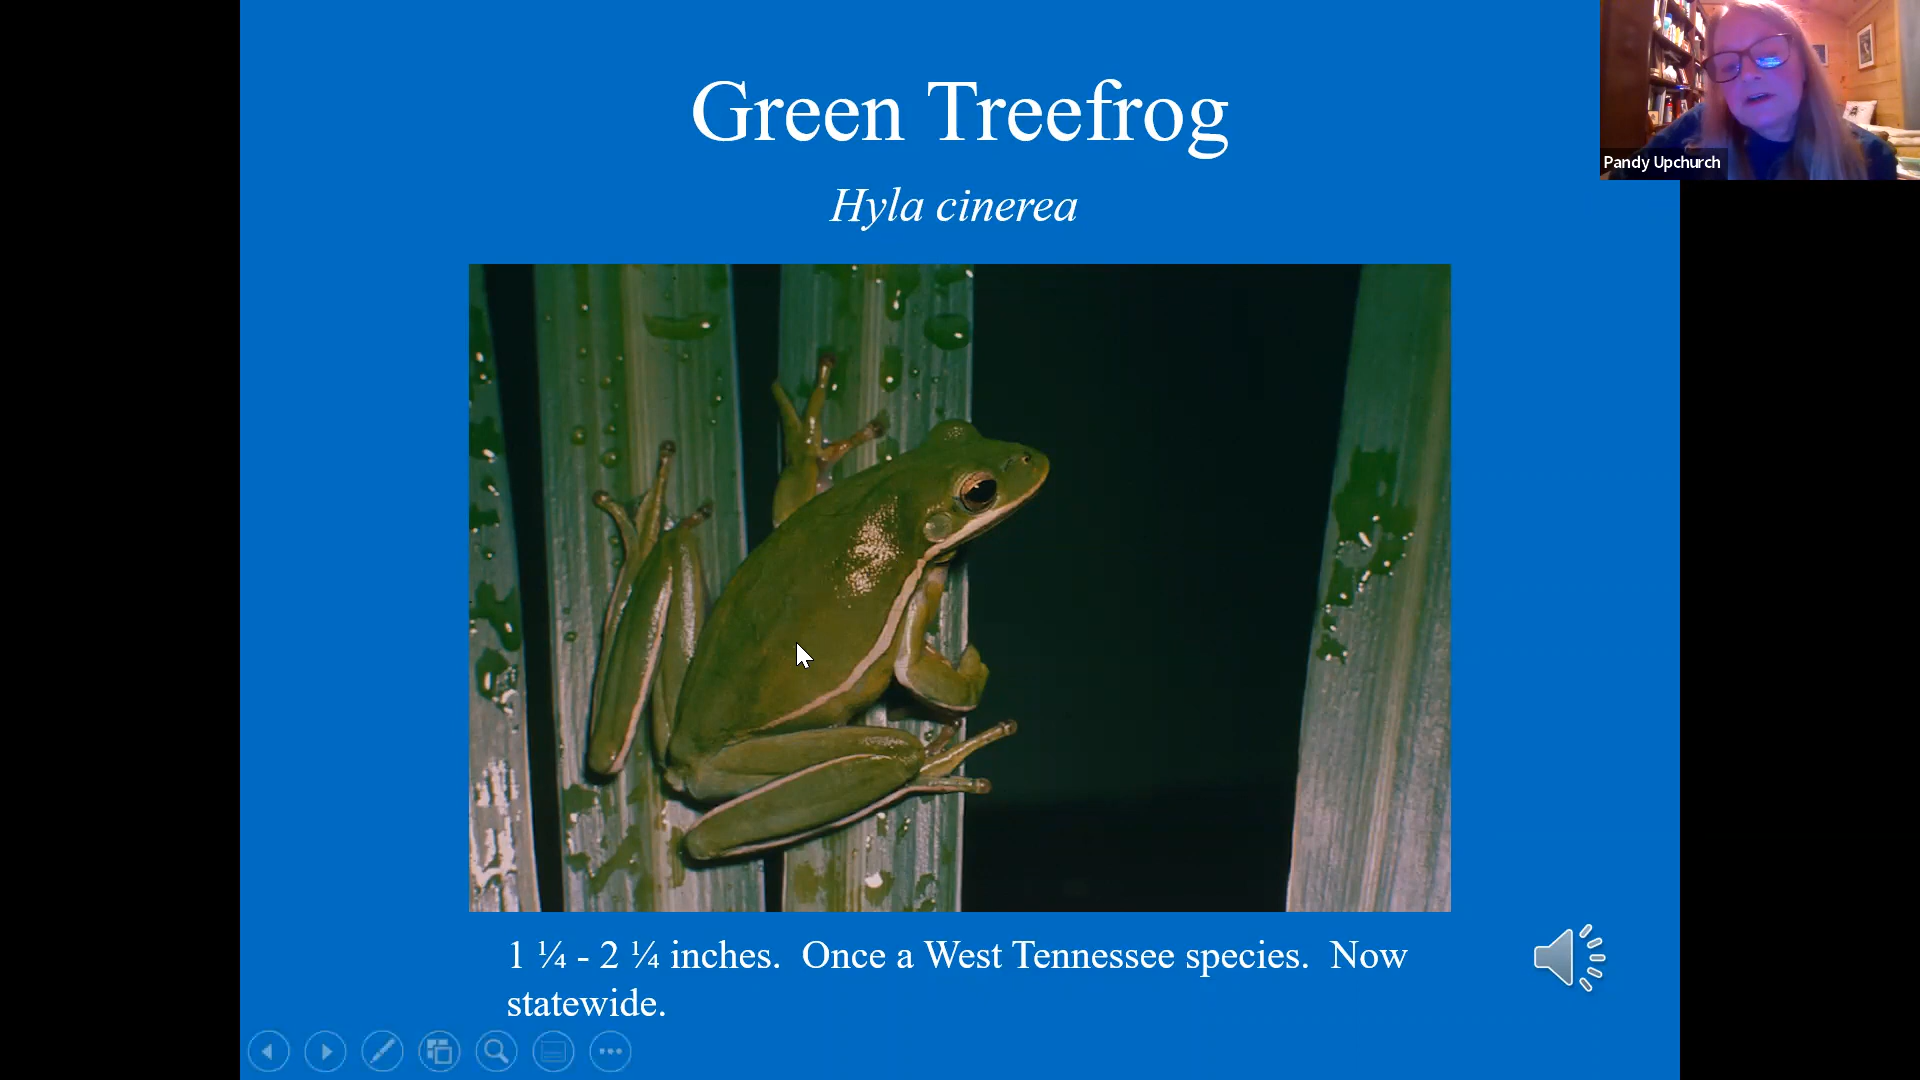 Green Treefrog
Hyla cinerea
Pandy Upchurch
1 ¼ - 2 ¼ inches.  Once a West Tennessee species.  Now
statewide.